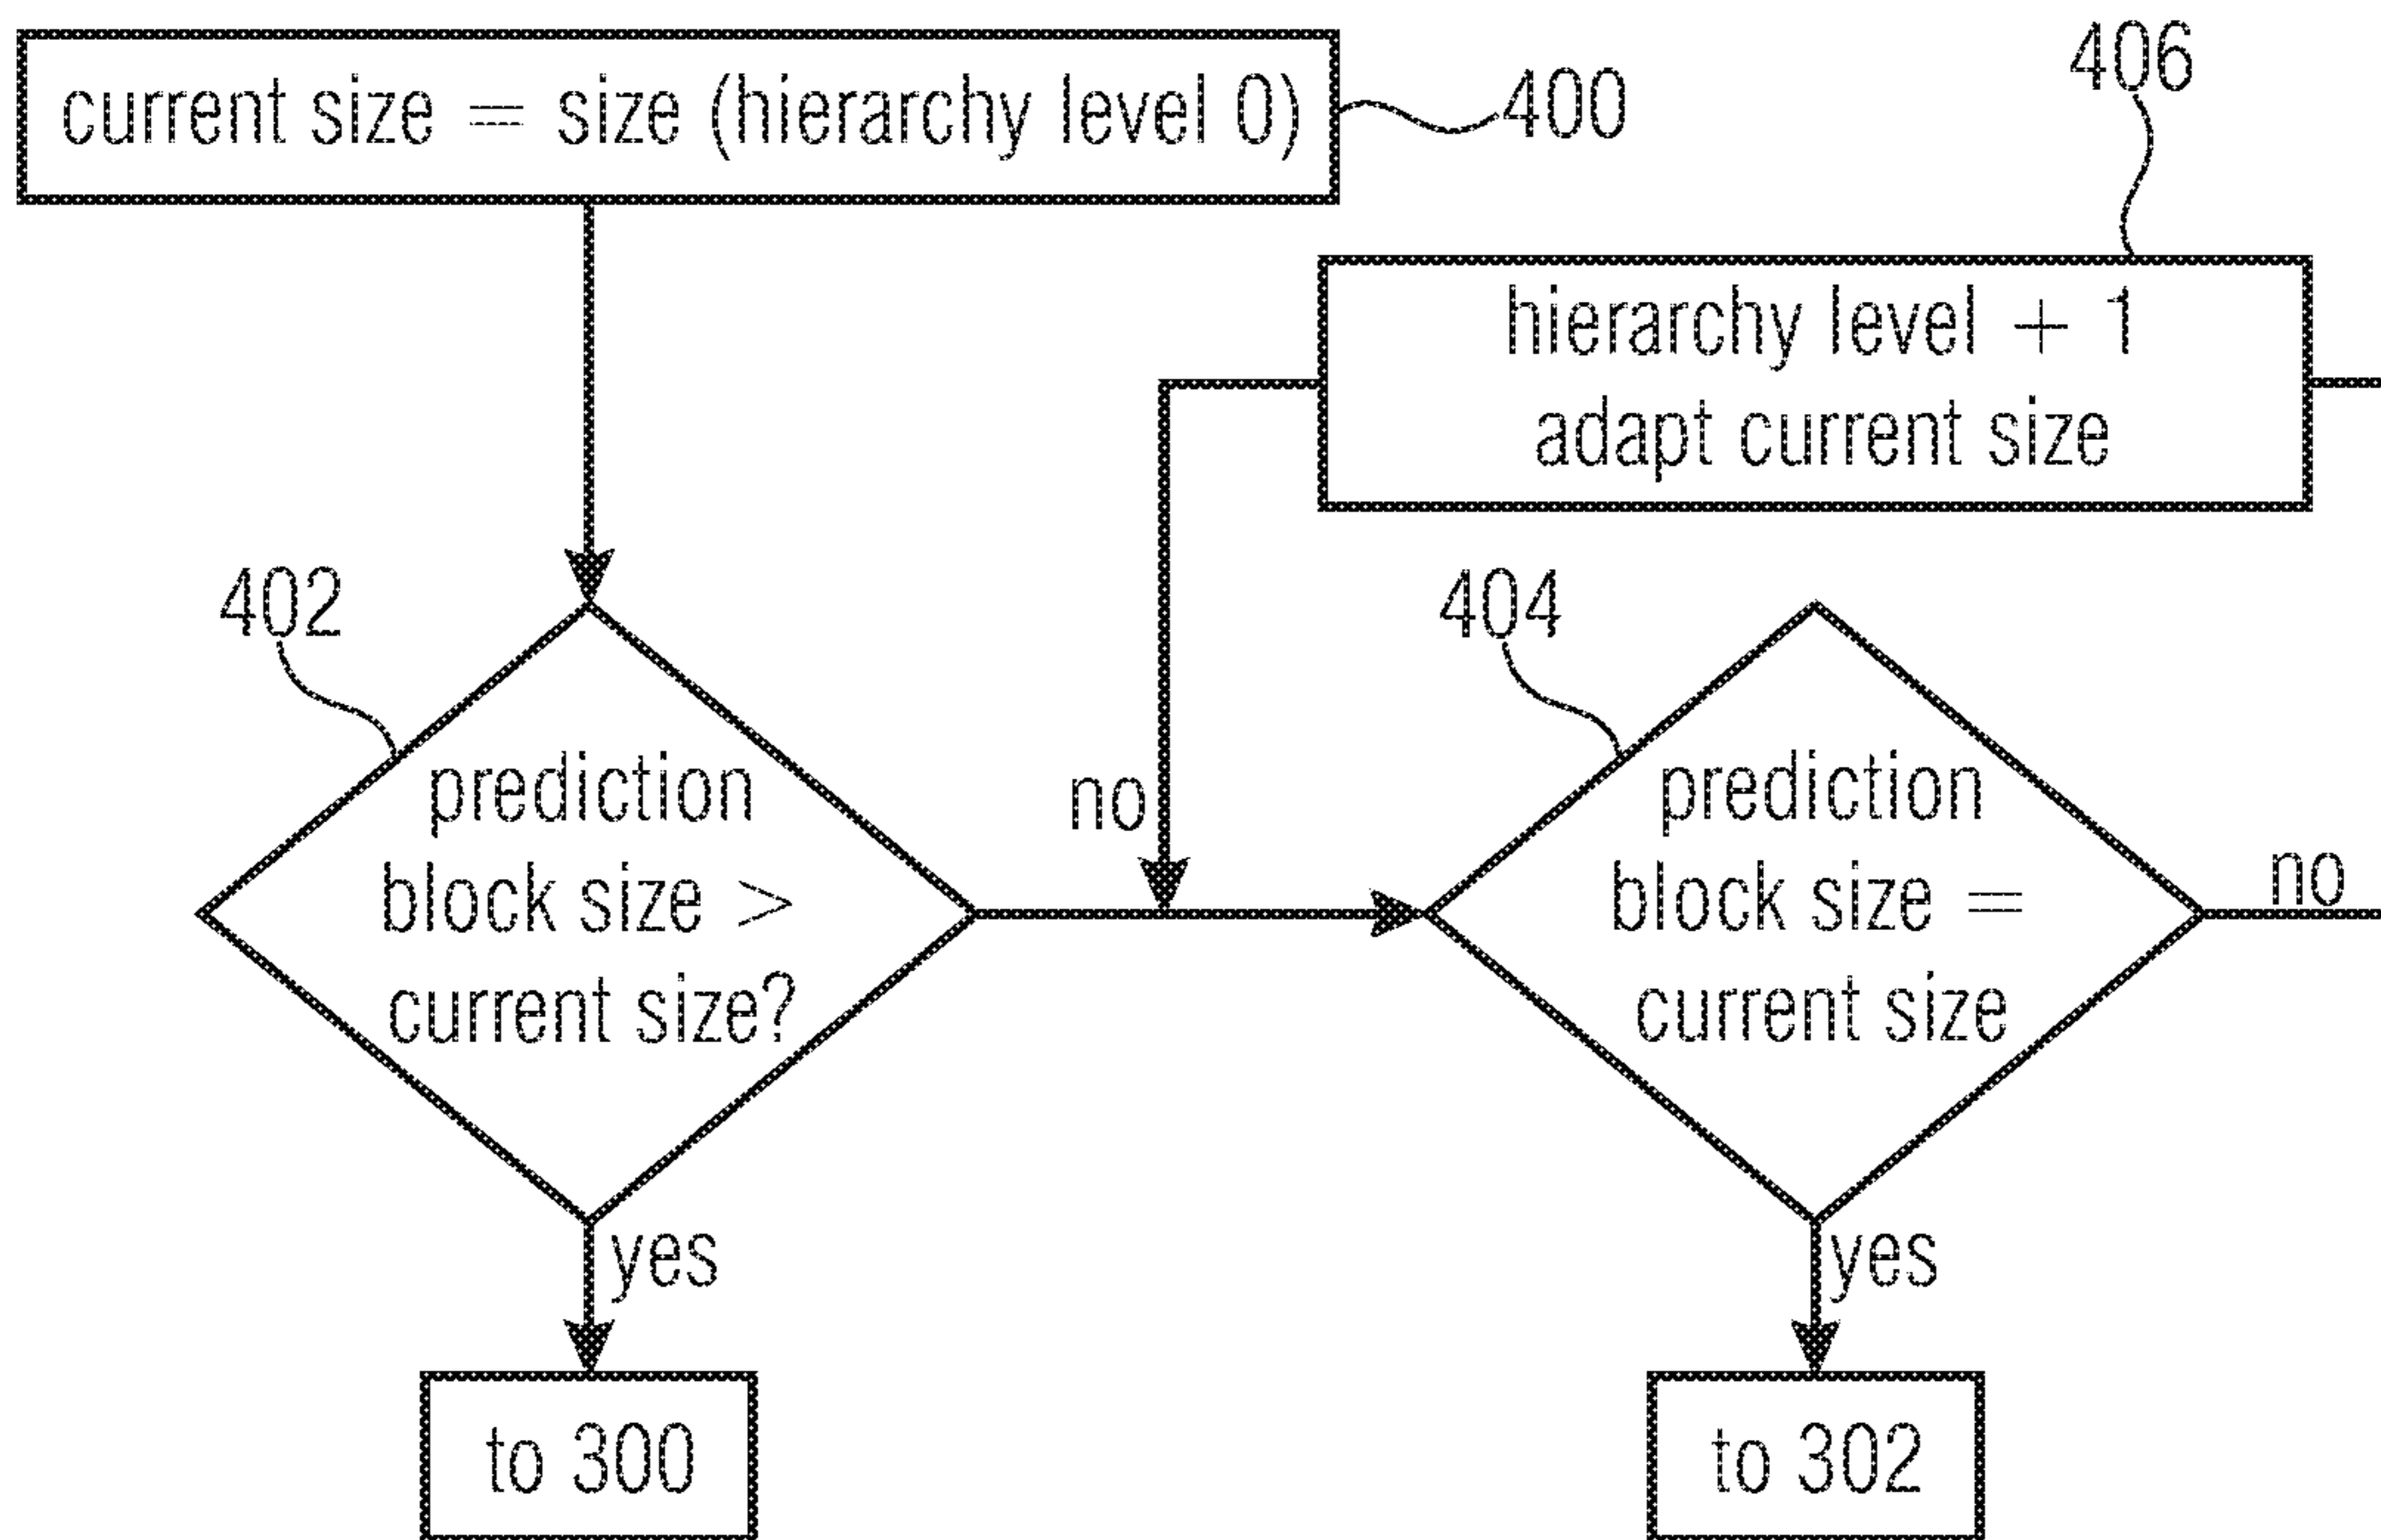 current size = size (hierarchy level 0)
400
406
hierarchy level + 1
adapt current size
402
prediction
block size >
current size?
yes
to 300
no
404
prediction
block size =
current size
no
yes
to 302